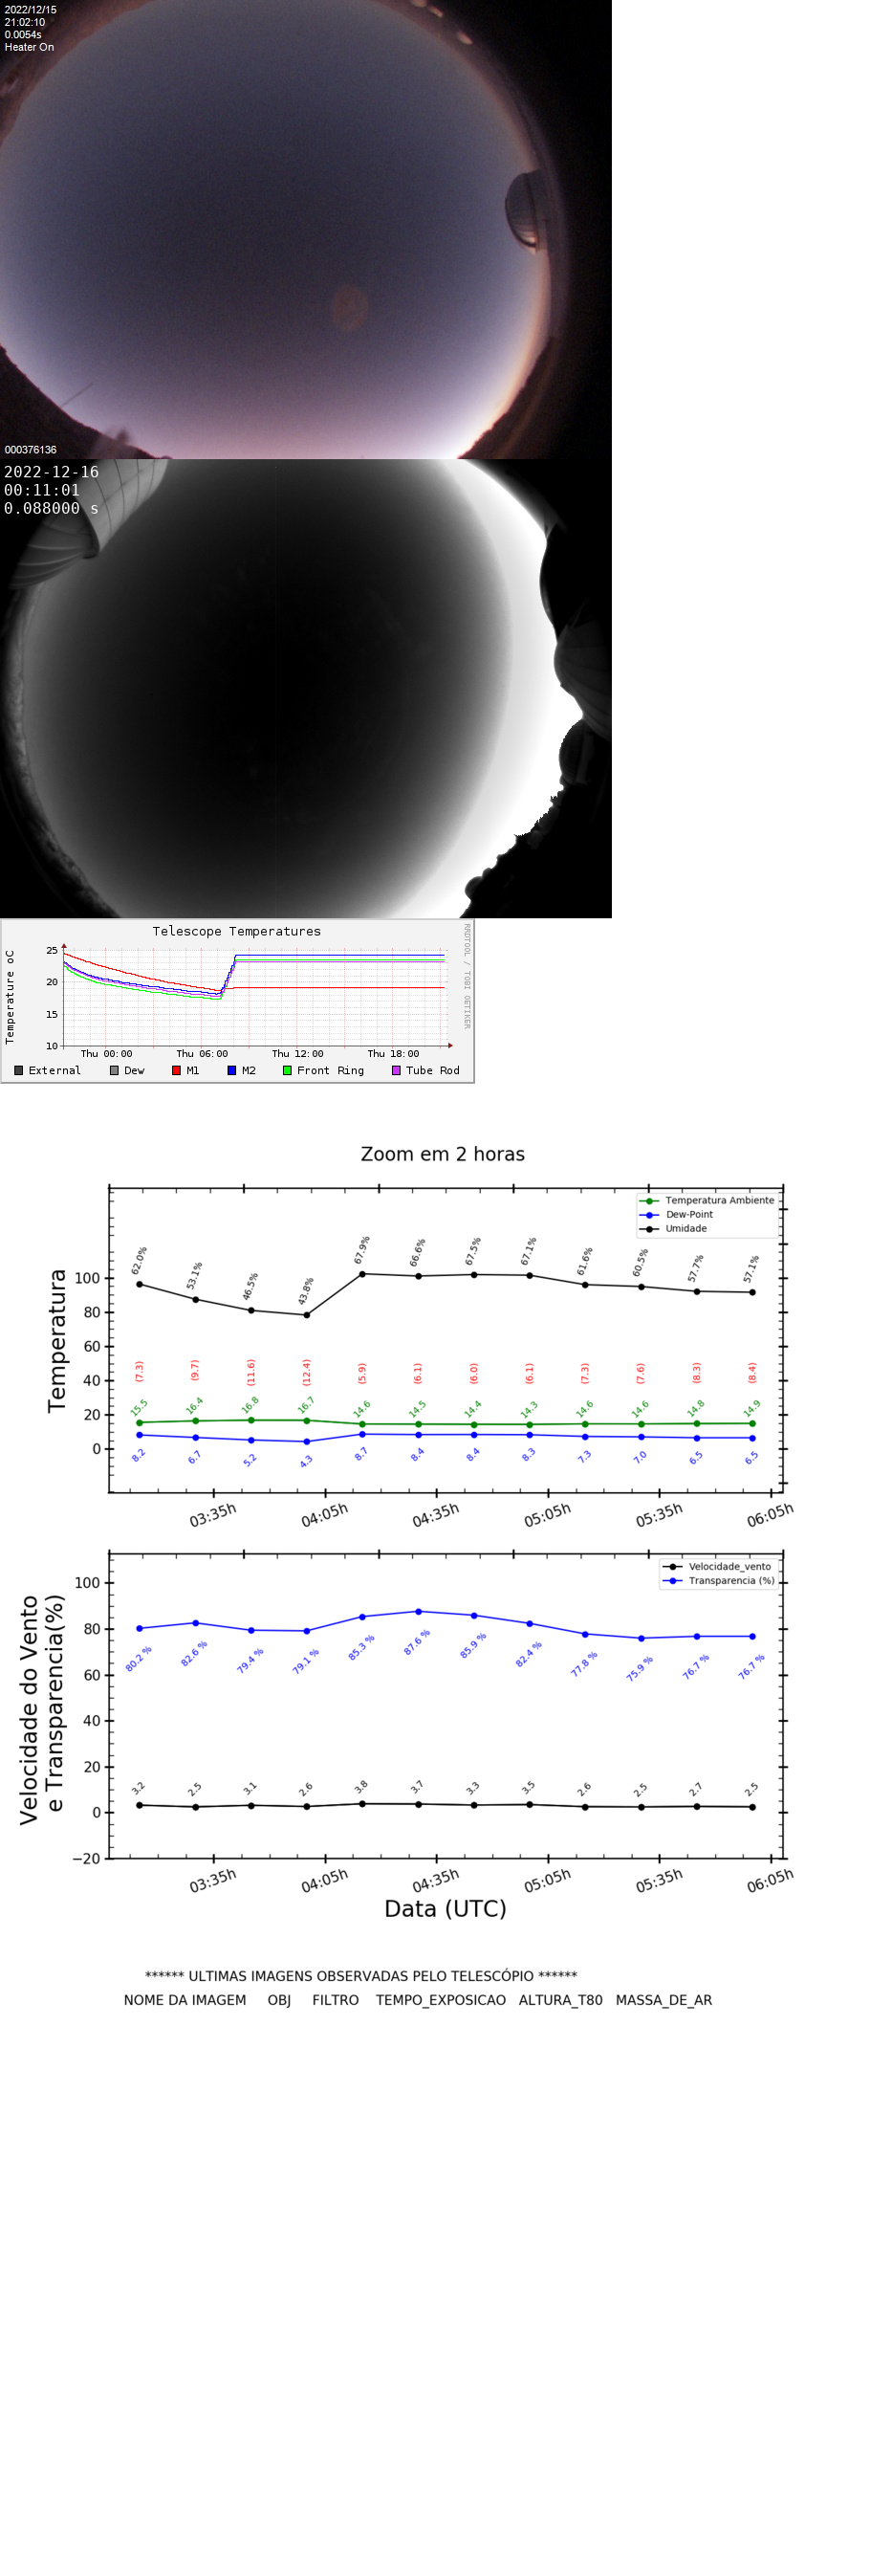 2022/12/15
21:02:10
0.0054s
Heater On
000376136
2022-12-16
00:11:01
0.088000 s
Telescope Temperatures
RRDTOOL / TOBI OETIKER
Temperature oC
25
20
15
10
Thu 00:00 Thu 06:00 Thu 12:00 Thu 18:00
External Dew M1 M2 Front Ring Tube Rod
Zoom em 2 horas
Temperatura Ambiente
Dew-Point
Umidade
Temperatura
100
80
60
40
20
0
62.0% 53.1% 46.5% 43.8% 67.9% 66.6% 67.5% 67.1% 61.6% 60.5% 57.7% 57.1%
(7.3) (9.7) (11.6) (12.4) (5.9) (6.1) (6.0) (6.1) (7.3) (7.6) (8.3) (8.4)
15.5 16.4 16.8 16.7 14.6 14.5 14.4 14.3 14.6 14.6 14.8 14.9
8.2 6.7 5.2 4.3 8.7 8.4 8.4 8.3 7.3 7.0 6.5 6.5
03:35h 04:05h 04:35h 05:05h 05:35h 06:05h
Velocidade_vento
Transparencia (%)
Velocidade do Vento
e Transparencia(%)
100
80
60
40
20
0
−20
80.2 % 82.6 % 79.4 % 79.1 % 85.3 % 87.6 % 85.9 % 82.4 % 77.8 % 75.9 % 76.7 % 76.7 %
3.2 2.5 3.1 2.6 3.8 3.7 3.3 3.5 2.6 2.5 2.7 2.5
03:35h 04:05h 04:35h 05:05h 05:35h 06:05h
Data (UTC)
****** ULTIMAS IMAGENS OBSERVADAS PELO TELESCÓPIO ******
NOME DA IMAGEM OBJ FILTRO TEMPO_EXPOSICAO ALTURA_T80 MASSA_DE_AR